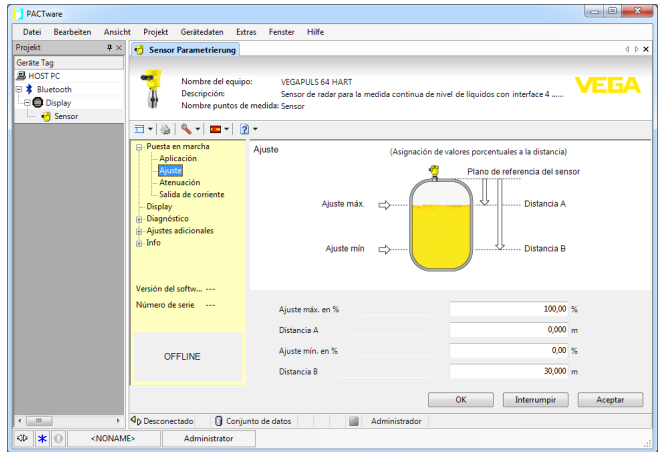 PACTware
Datei Bearbeiten Ansicht Projekt Gerätedaten Extras Fenster Hilfe
Projekt
Sensor Parametrierung
Geräte Tag
HOST PC
Bluetooth
Display
Sensor
Nombre del equipo: VEGAPULS 64 HART
Descripción: Sensor de radar para la medida continua de nivel de líquidos con interface 4 ......
Nombre puntos de medida: Sensor
VEGA
Puesta en marcha
Aplicación
Ajuste
Atenuación
Salida de corriente
Display
Diagnóstico
Ajustes adicionales
Info
Versión del softw... ---
Número de serie ---
OFFLINE
Ajuste
(Asignación de valores porcentuales a la distancia)
Plano de referencia del sensor
Ajuste máx.
Distancia A
Ajuste mín
Distancia B
Ajuste máx. en % 100,00 %
Distancia A 0,000 m
Ajuste mín. en % 0,00 %
Distancia B 30,000 m
OK Interrumpir Aceptar
Desconectado Conjunto de datos Administrador
<NONAME> Administrator